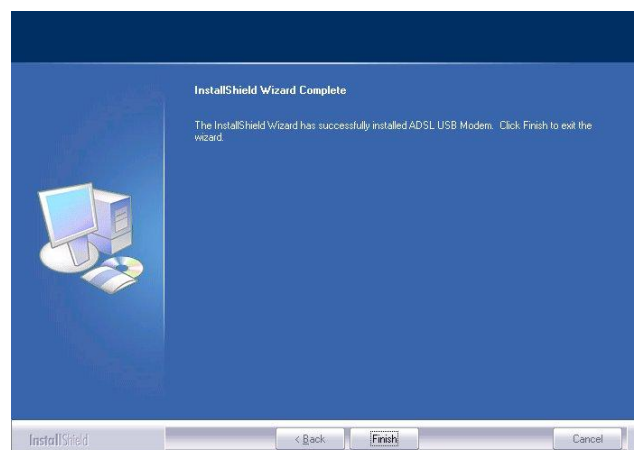 InstallShield Wizard Complete
The InstallShield Wizard has successfully installed ADSL USB Modem. Click Finish to exit the
wizard.
InstallShield
< Back
Finish
Cancel